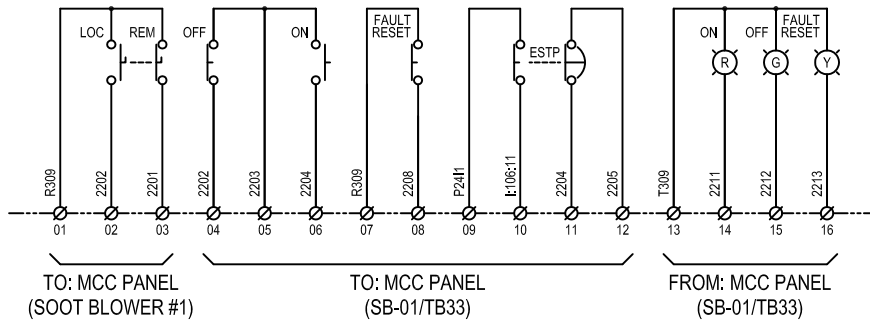 LOC REM OFF ON FAULT RESET ESTP ON OFF FAULT RESET
R G Y
R309 2202 2201 2202 2203 2204 R309 2208 P24I1 I:106:11 2204 2205 T309 2211 2212 2213
01 02 03 04 05 06 07 08 09 10 11 12 13 14 15 16
TO: MCC PANEL TO: MCC PANEL FROM: MCC PANEL
(SOOT BLOWER #1) (SB-01/TB33) (SB-01/TB33)